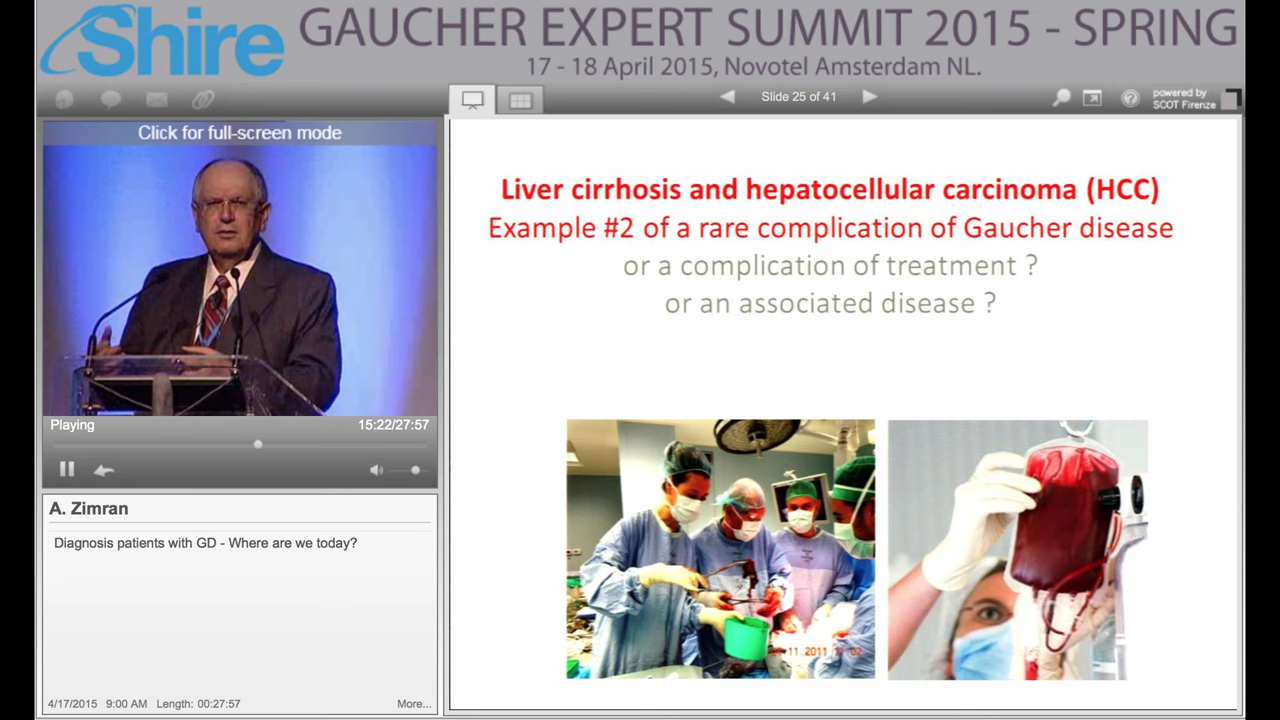 Shire
GAUCHER EXPERT SUMMIT 2015 - SPRING
17 - 18 April 2015, Novotel Amsterdam NL.
Slide 25 of 41
powered by
SCOT Firenze
Click for full-screen mode
Playing
15:22/27:57
A. Zimran
Diagnosis patients with GD - Where are we today?
4/17/2015 9:00 AM Length: 00:27:57
More...
Liver cirrhosis and hepatocellular carcinoma (HCC)
Example #2 of a rare complication of Gaucher disease
or a complication of treatment ?
or an associated disease ?